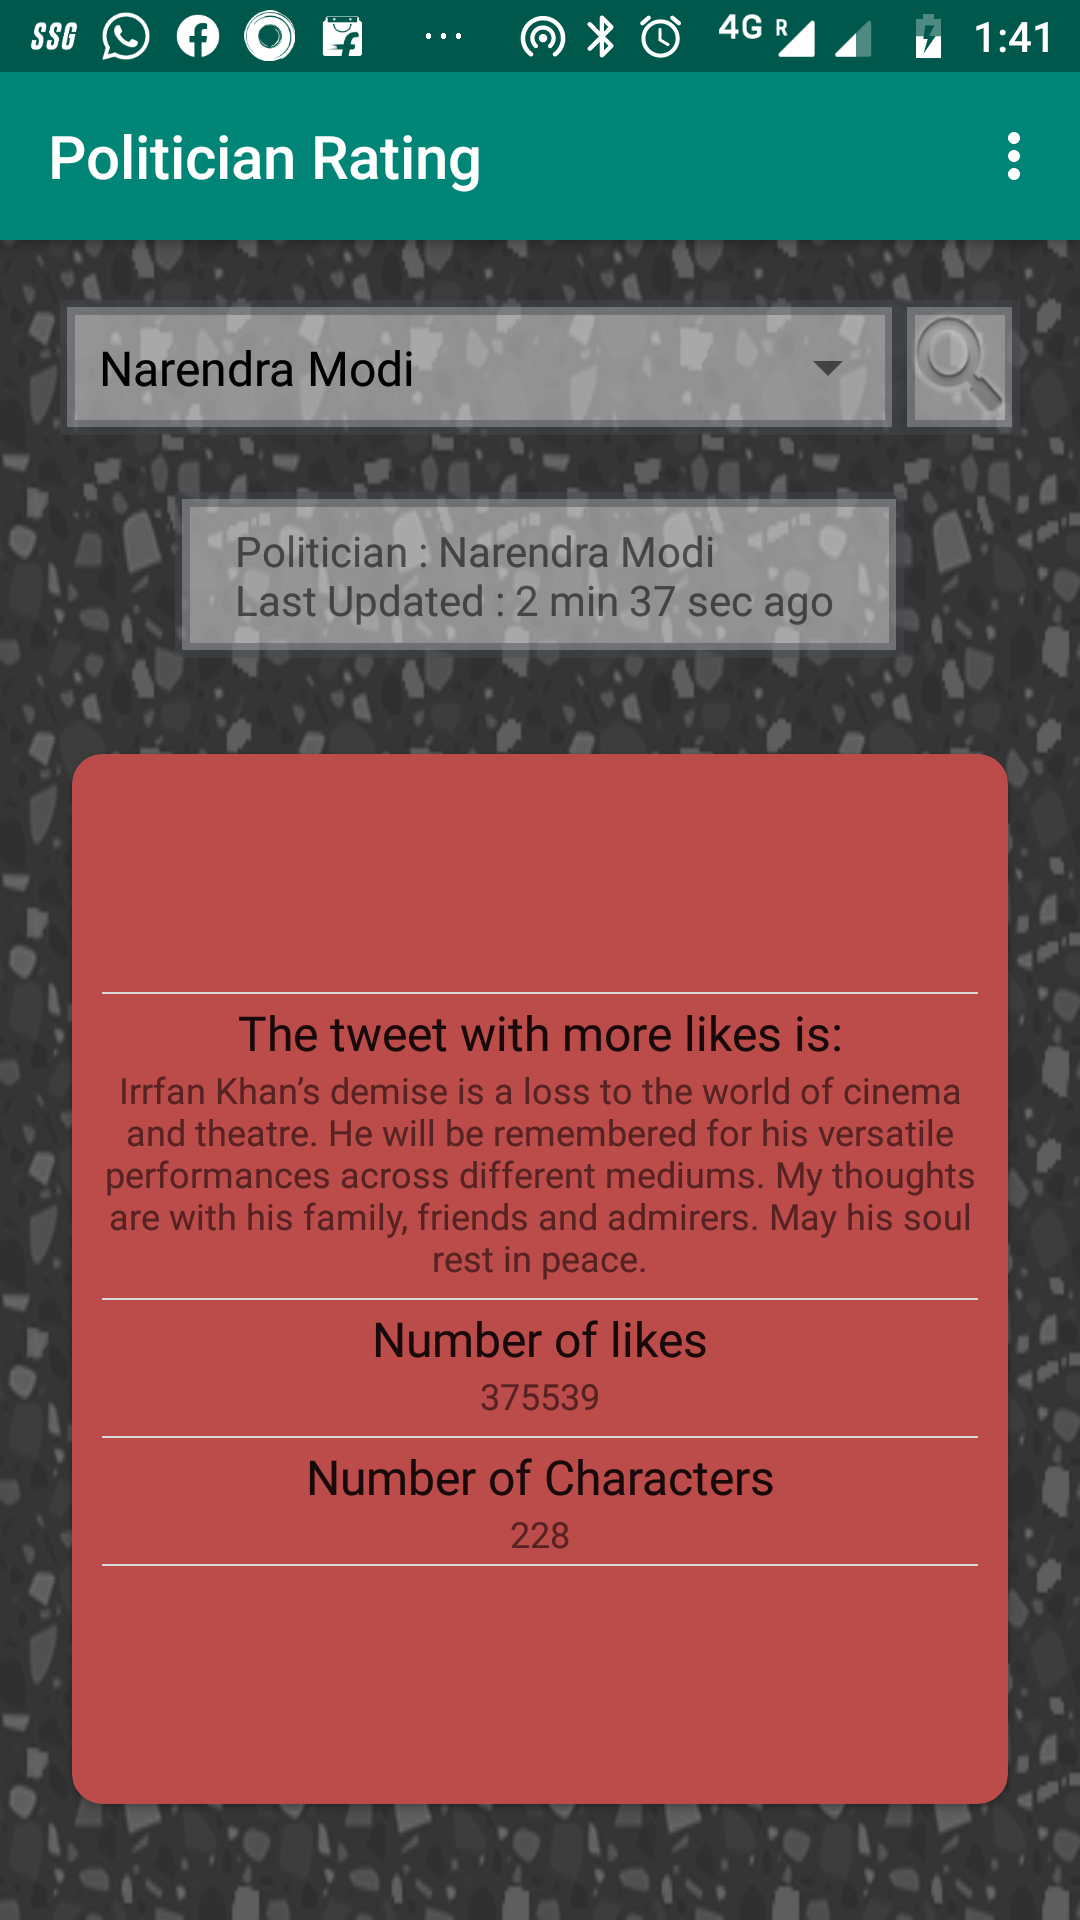 SSG 4G R 1:41
Politician Rating
Narendra Modi
Politician : Narendra Modi
Last Updated : 2 min 37 sec ago
The tweet with more likes is:
Irrfan Khan’s demise is a loss to the world of cinema
and theatre. He will be remembered for his versatile
performances across different mediums. My thoughts
are with his family, friends and admirers. May his soul
rest in peace.
Number of likes
375539
Number of Characters
228